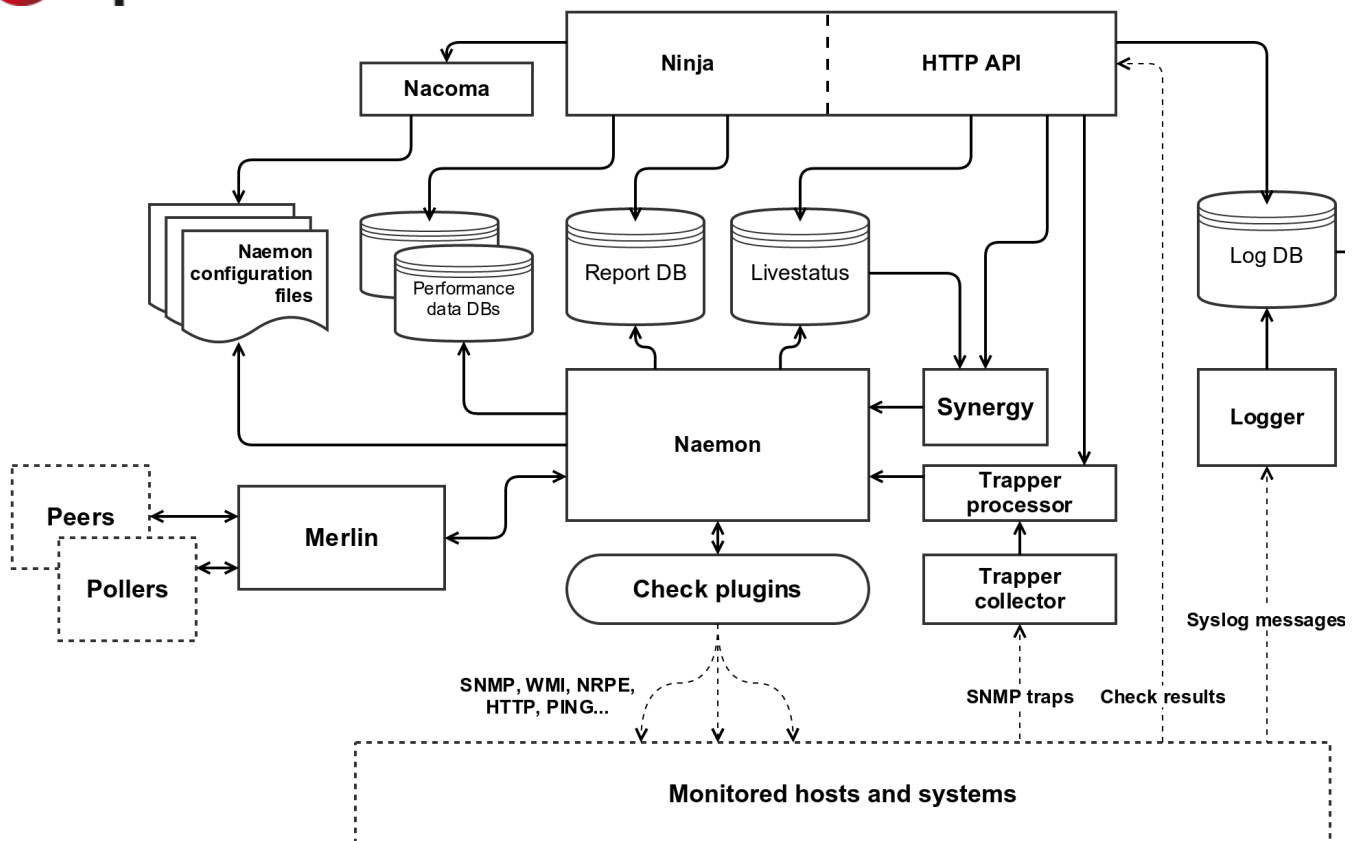 Ninja
HTTP API
Nacoma
Naemon
configuration
files
Performance
data DBs
Report DB
Livestatus
Log DB
Naemon
Synergy
Logger
Peers
Pollers
Merlin
Trapper
processor
Check plugins
Trapper
collector
Syslog messages
SNMP, WMI, NRPE,
HTTP, PING...
SNMP traps
Check results
Monitored hosts and systems